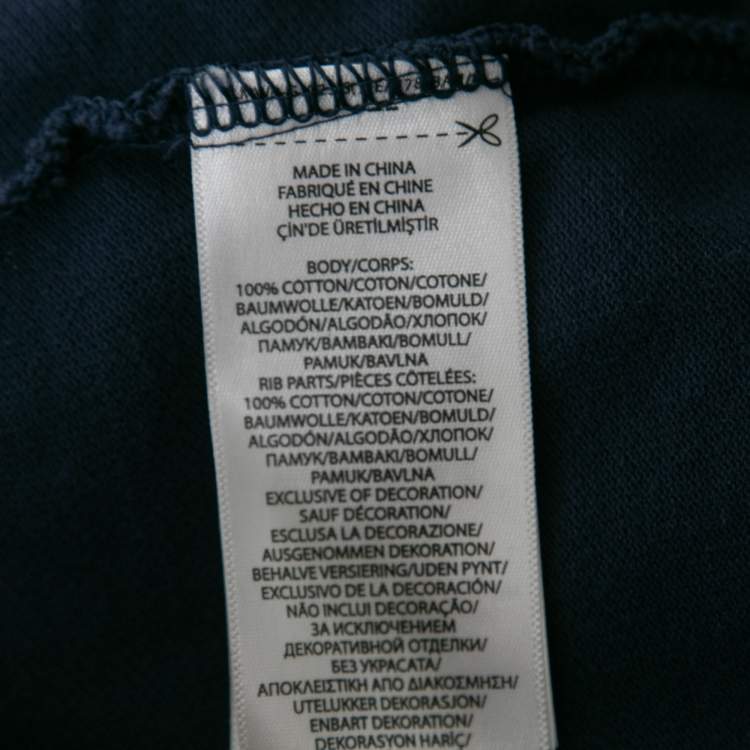 MADE IN CHINA
FABRIQUÉ EN CHINE
HECHO EN CHINA
ÇİN'DE ÜRETİLMİŞTİR
BODY/CORPS:
100% COTTON/COTON/COTONE/
BAUMWOLLE/KATOEN/BOMULD/
ALGODÓN/ALGODÃO/ХЛОПОК/
ПАМУК/ΒΑΜΒΑΚΙ/BOMULL/
PAMUK/BAVLNA
RIB PARTS/PIÈCES CÔTELÉES:
100% COTTON/COTON/COTONE/
BAUMWOLLE/KATOEN/BOMULD/
ALGODÓN/ALGODÃO/ХЛОПОК/
ПАМУК/ΒΑΜΒΑΚΙ/BOMULL/
PAMUK/BAVLNA
EXCLUSIVE OF DECORATION/
SAUF DÉCORATION/
ESCLUSA LA DECORAZIONE/
AUSGENOMMEN DEKORATION/
BEHALVE VERSIERING/UDEN PYNT/
EXCLUSIVO DE LA DECORACIÓN/
NÃO INCLUI DECORAÇÃO/
ЗА ИСКЛЮЧЕНИЕМ
ДЕКОРАТИВНОЙ ОТДЕЛКИ/
БЕЗ УКРАСАТА/
ΑΠΟΚΛΕΙΣΤΙΚΗ ΑΠΟ ΔΙΑΚΟΣΜΗΣΗ/
UTELUKKER DEKORASJON/
ENBART DEKORATION/
DEKORASYON HARİÇ/